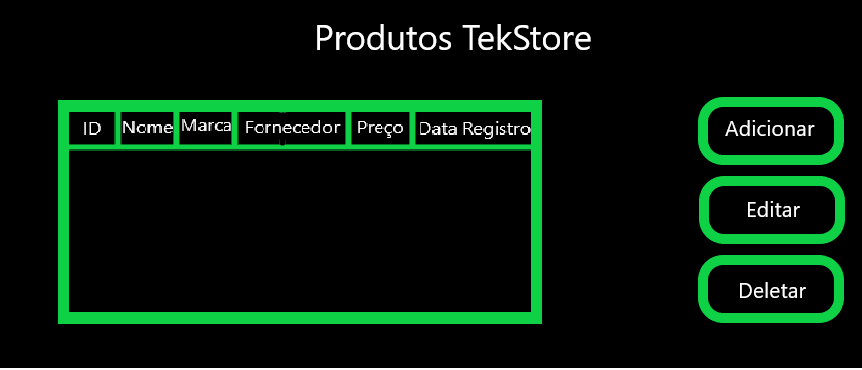 Produtos TekStore
ID Nome Marca Fornecedor Preço Data Registro
Adicionar
Editar
Deletar